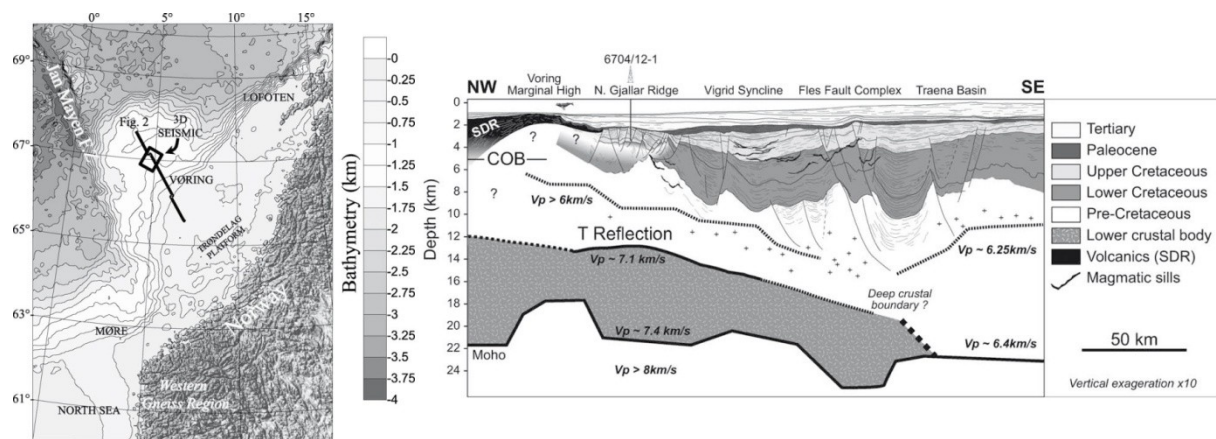 0° 5° 10° 15°
69°
67°
65°
63°
61°
Jan Mayen F
LOFOTEN
Fig. 2
3D
SEISMIC
VØRING
TRØNDELAG
PLATFORM
Norway
MØRE
Western
Gneiss Region
NORTH SEA
Bathymetry (km)
0
-0.25
-0.5
-0.75
-1
-1.25
-1.5
-1.75
-2
-2.25
-2.5
-2.75
-3
-3.25
-3.5
-3.75
-4
6704/12-1
NW Voring Marginal High N. Gjallar Ridge Vigrid Syncline Fles Fault Complex Traena Basin SE
Depth (km)
0
2
4
6
8
10
12
14
16
18
20
22
24
SDR
? ?
COB
?
Vp > 6km/s
T Reflection
Vp ~ 7.1 km/s
Vp ~ 6.25km/s
Deep crustal
boundary ?
Vp ~ 7.4 km/s
Vp ~ 6.4km/s
Moho
Vp > 8km/s
Tertiary
Paleocene
Upper Cretaceous
Lower Cretaceous
Pre-Cretaceous
Lower crustal body
Volcanics (SDR)
Magmatic sills
50 km
Vertical exageration x10